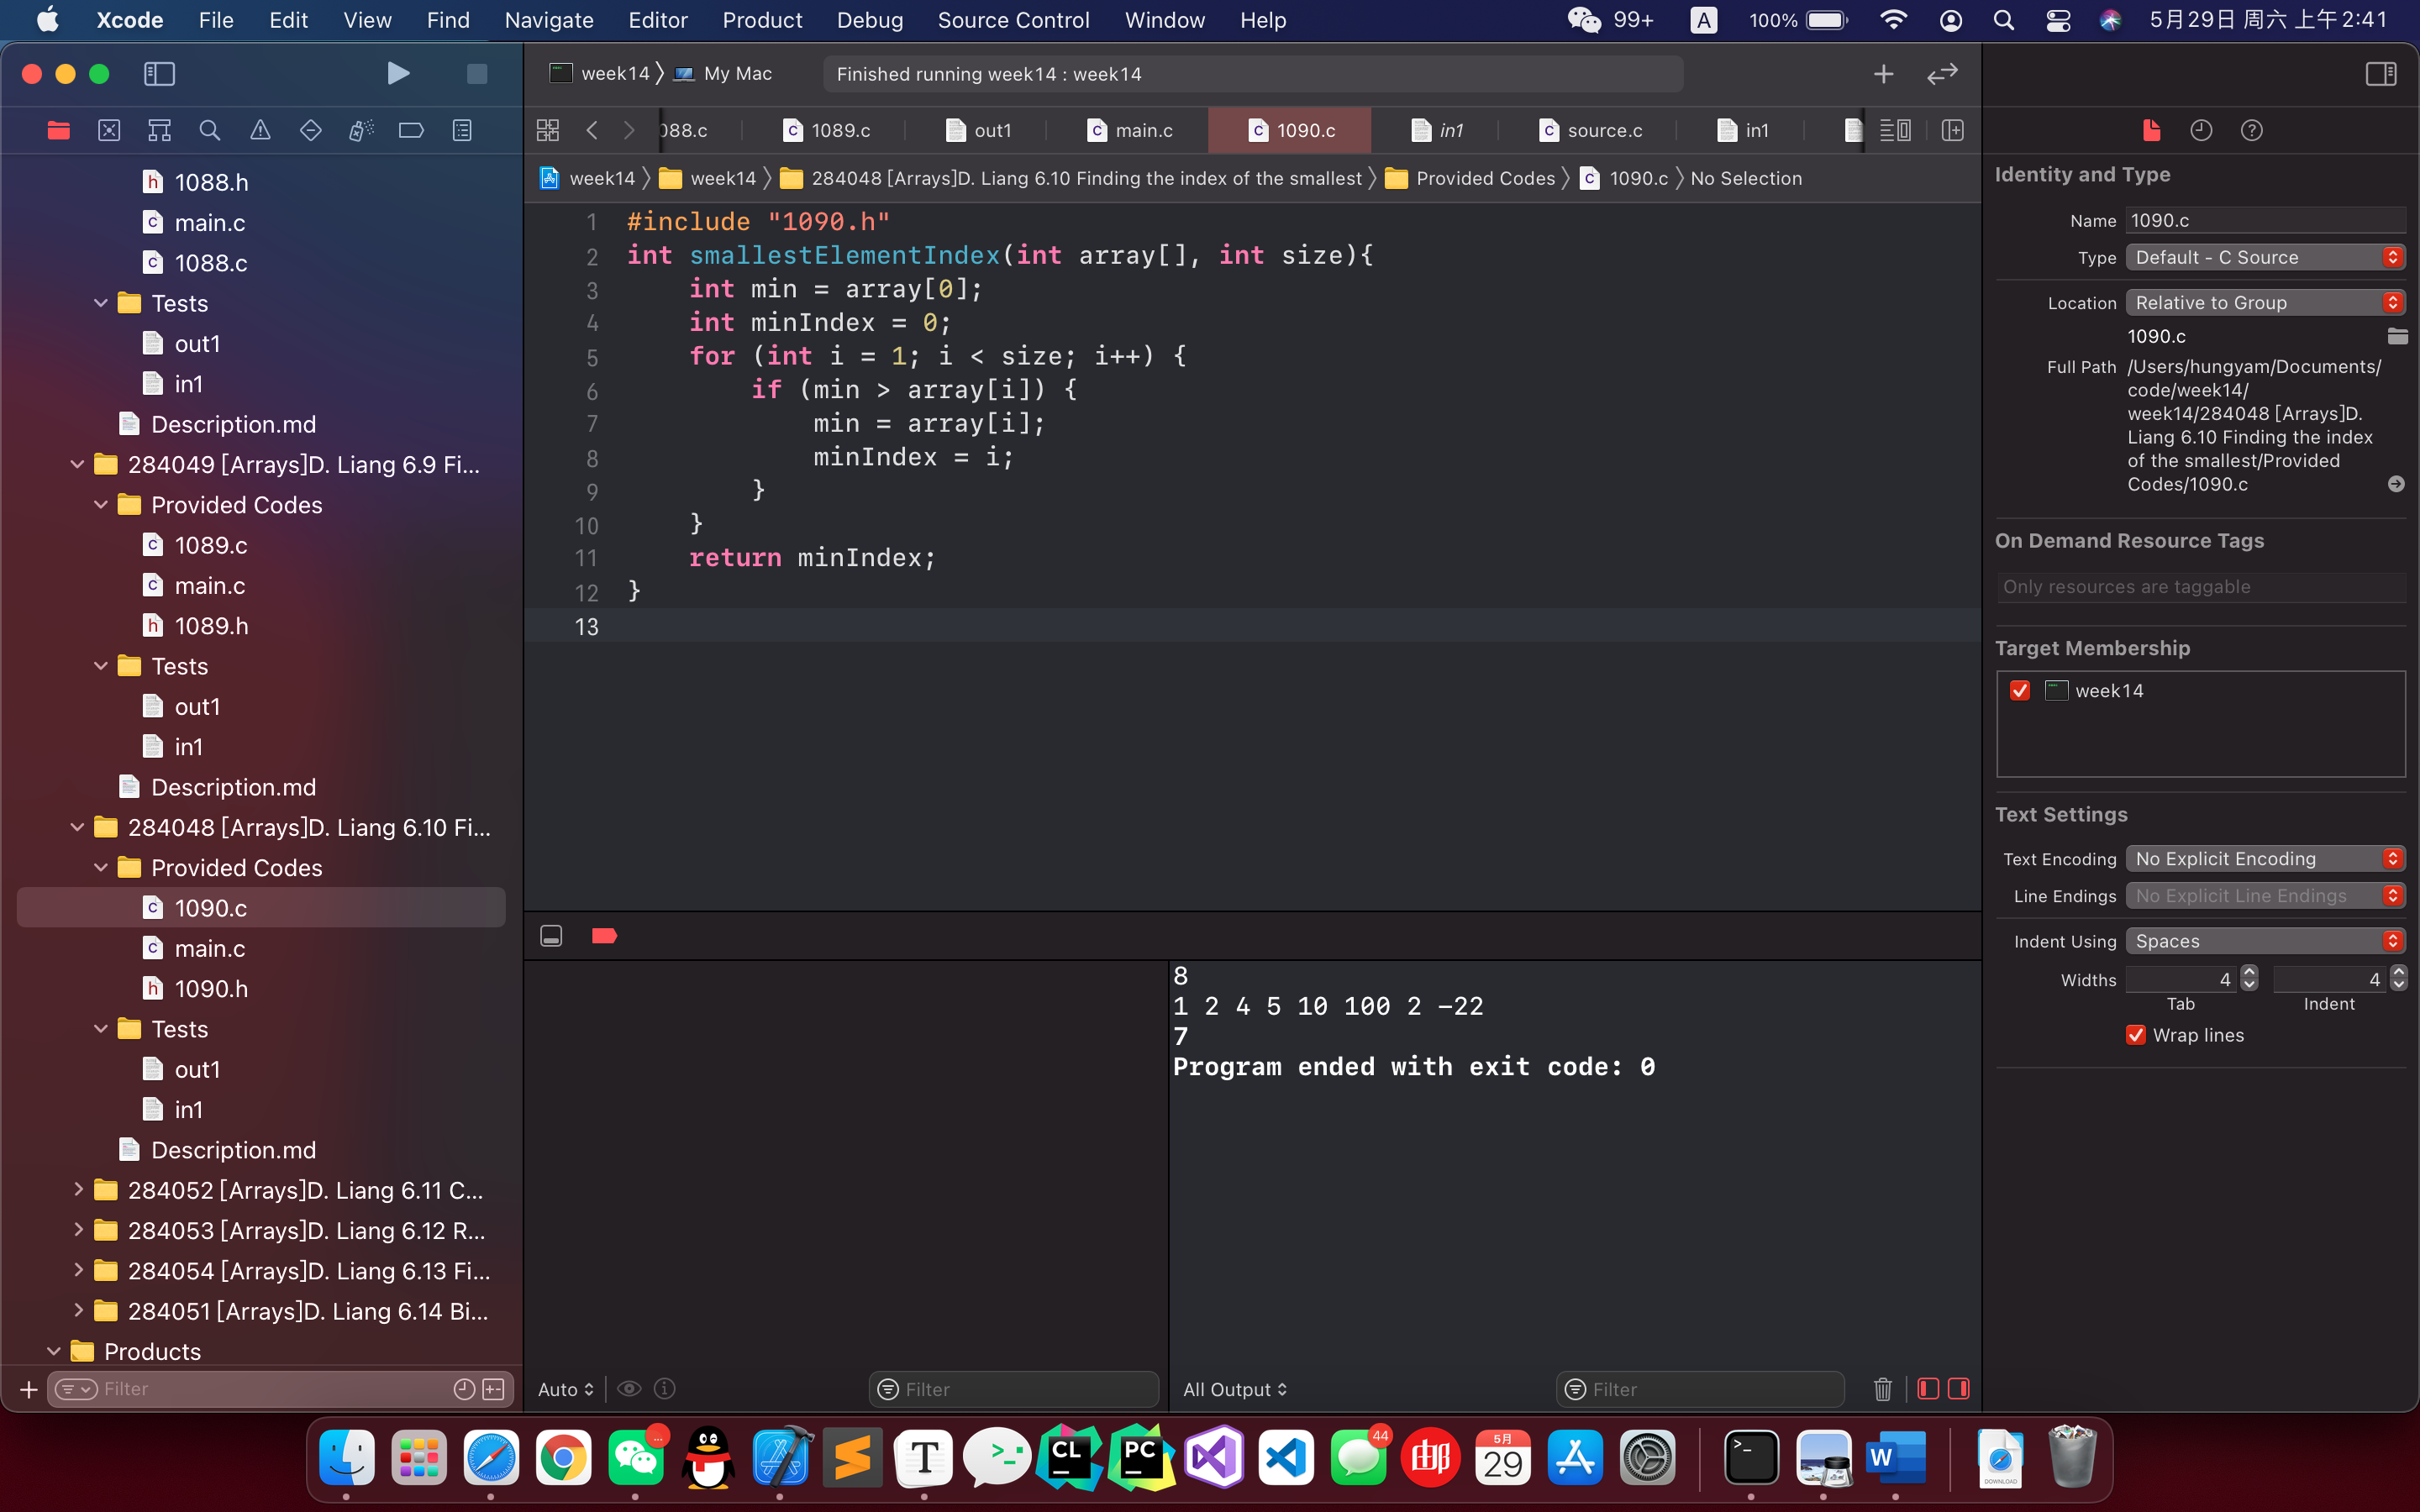 Xcode File Edit View Find Navigate Editor Product Debug Source Control Window Help 99+ A 100% 5月29日 周六 上午2:41
week14 My Mac Finished running week14 : week14
088.c 1089.c out1 main.c 1090.c in1 source.c in1
week14 week14 284048 [Arrays]D. Liang 6.10 Finding the index of the smallest Provided Codes 1090.c No Selection
1088.h
main.c
1088.c
Tests
out1
in1
Description.md
284049 [Arrays]D. Liang 6.9 Fi...
Provided Codes
1089.c
main.c
1089.h
Tests
out1
in1
Description.md
284048 [Arrays]D. Liang 6.10 Fi...
Provided Codes
1090.c
main.c
1090.h
Tests
out1
in1
Description.md
284052 [Arrays]D. Liang 6.11 C...
284053 [Arrays]D. Liang 6.12 R...
284054 [Arrays]D. Liang 6.13 Fi...
284051 [Arrays]D. Liang 6.14 Bi...
Products
Filter
1 #include "1090.h"
2 int smallestElementIndex(int array[], int size){
3 int min = array[0];
4 int minIndex = 0;
5 for (int i = 1; i < size; i++) {
6 if (min > array[i]) {
7 min = array[i];
8 minIndex = i;
9 }
10 }
11 return minIndex;
12 }
13
8
1 2 4 5 10 100 2 -22
7
Program ended with exit code: 0
Auto Filter All Output Filter
Identity and Type
Name 1090.c
Type Default - C Source
Location Relative to Group
1090.c
Full Path /Users/hungyam/Documents/
code/week14/
week14/284048 [Arrays]D.
Liang 6.10 Finding the index
of the smallest/Provided
Codes/1090.c
On Demand Resource Tags
Only resources are taggable
Target Membership
week14
Text Settings
Text Encoding No Explicit Encoding
Line Endings No Explicit Line Endings
Indent Using Spaces
Widths 4 4
Tab Indent
Wrap lines
T CL PC 44 邮 5月 29 W DOWNLOAD